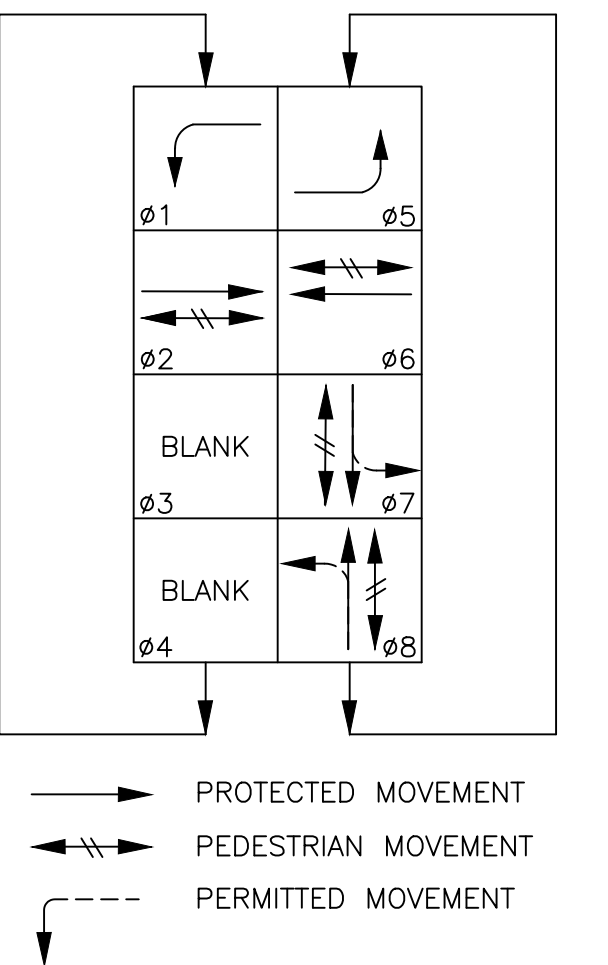 ø1
ø5
ø2
ø6
BLANK
ø3
ø7
BLANK
ø4
ø8
PROTECTED MOVEMENT
PEDESTRIAN MOVEMENT
PERMITTED MOVEMENT